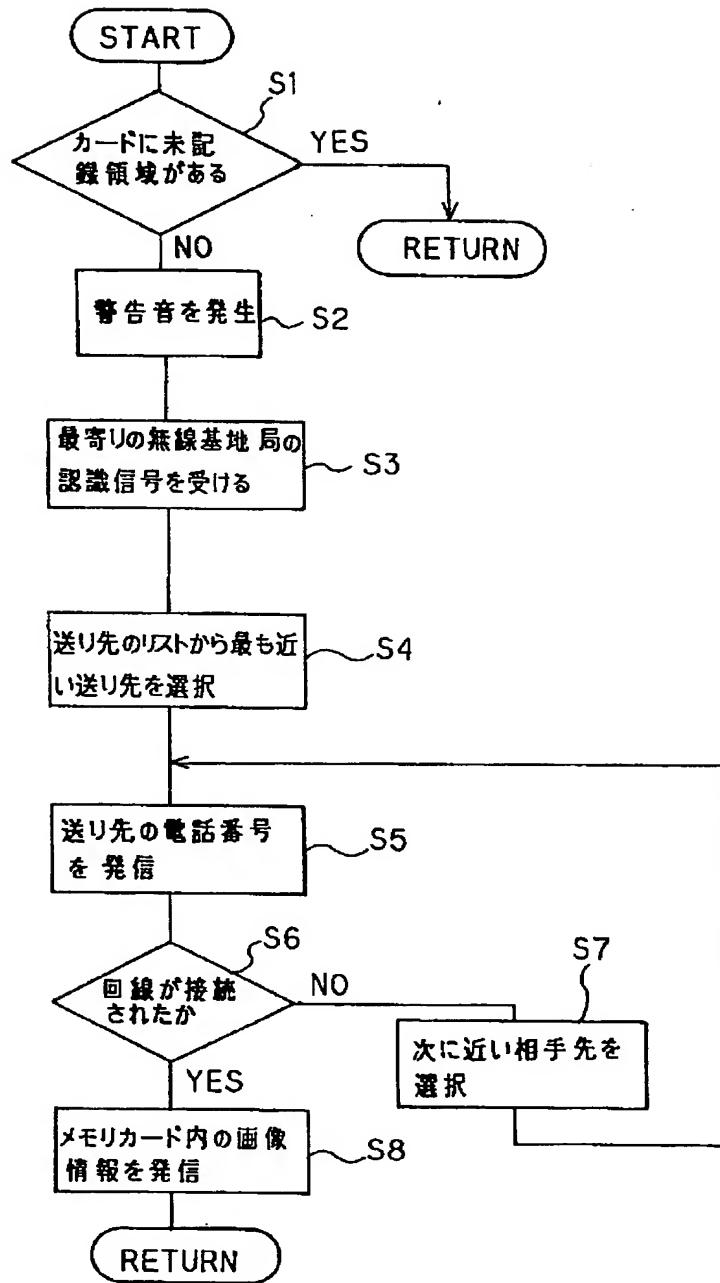 START
S1
カードに未記
録領域がある
YES
RETURN
NO
警告音を発生
S2
最寄りの無線基地局の
認識信号を受ける
S3
送り先のリストから最も近
い送り先を選択
S4
送り先の電話番号
を発信
S5
S6
回線が接続
されたか
NO
S7
次に近い相手先を
選択
YES
メモリカード内の画像
情報を発信
S8
RETURN